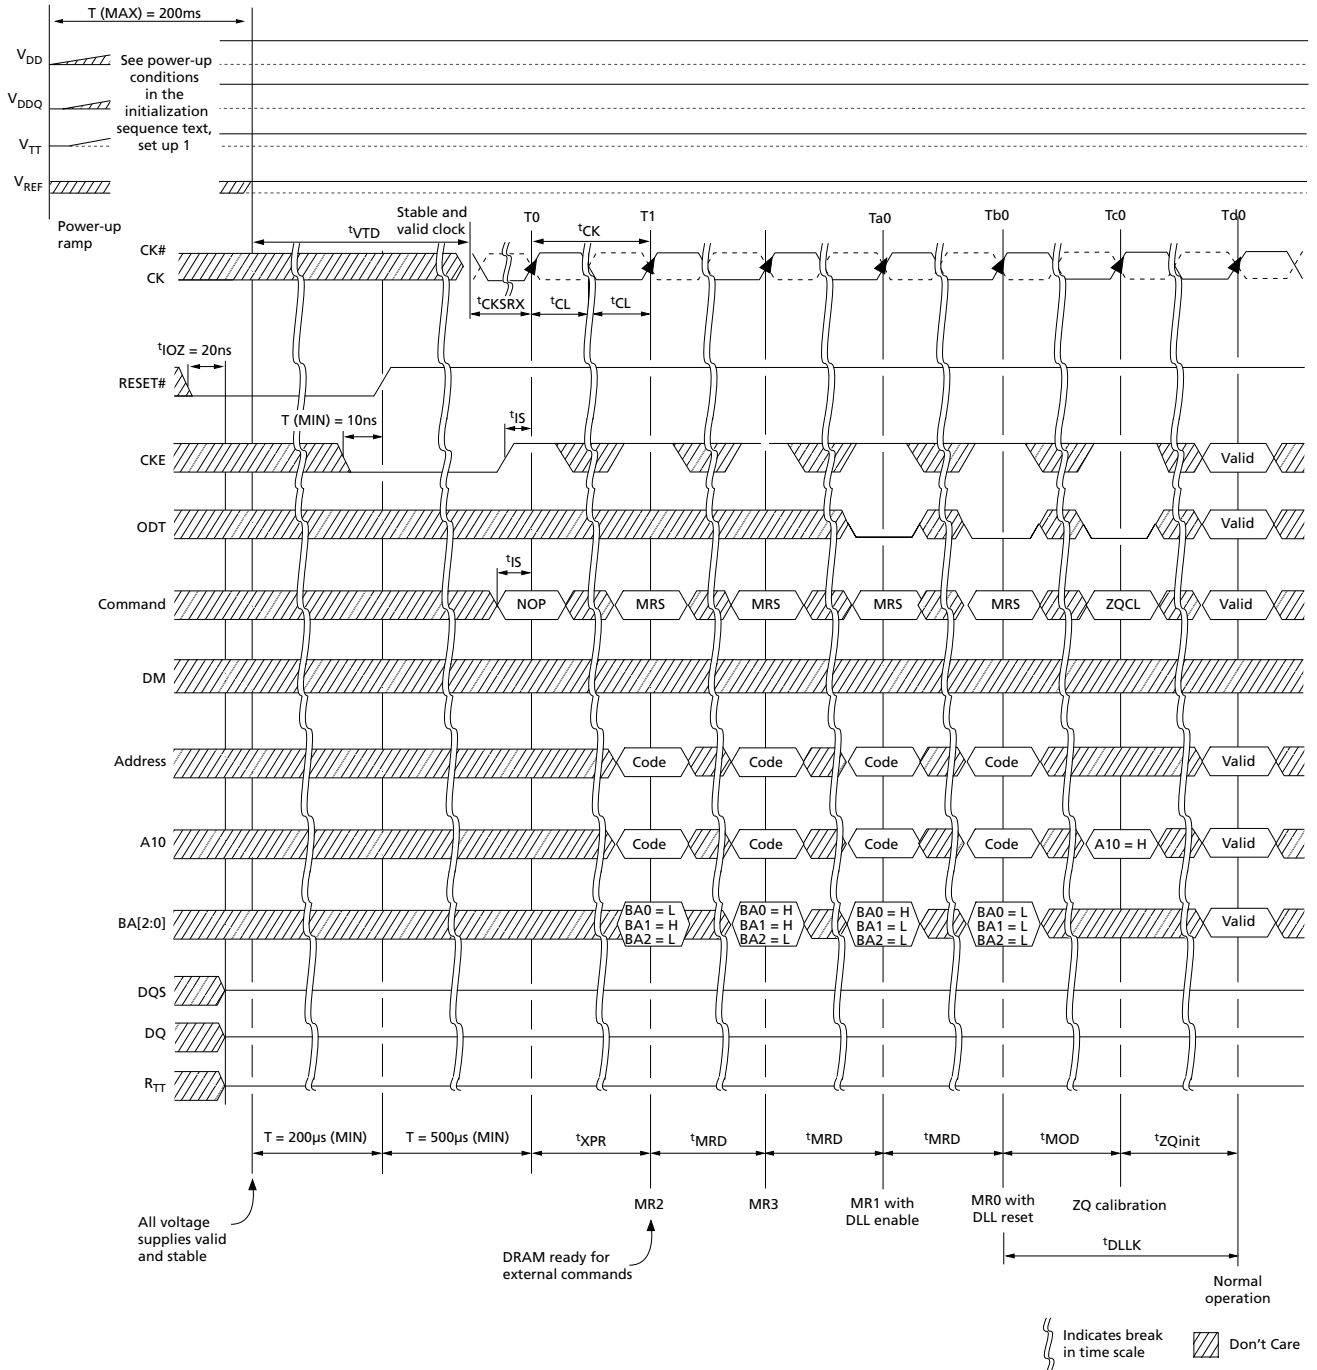 T (MAX) = 200ms
VDD
See power-up
conditions
in the
initialization
sequence text,
set up 1
VDDQ
VTT
VREF
Power-up
ramp
Stable and
valid clock
tVTD
T0
T1
Ta0
Tb0
Tc0
Td0
tCK
CK#
CK
tCKSRX
tCL
tCL
tIOZ = 20ns
RESET#
T (MIN) = 10ns
tIS
CKE
Valid
ODT
Valid
tIS
Command
NOP
MRS
MRS
MRS
MRS
ZQCL
Valid
DM
Address
Code
Code
Code
Code
Valid
A10
Code
Code
Code
Code
A10 = H
Valid
BA[2:0]
BA0 = L
BA1 = H
BA2 = L
BA0 = H
BA1 = H
BA2 = L
BA0 = H
BA1 = L
BA2 = L
BA0 = L
BA1 = L
BA2 = L
Valid
DQS
DQ
RTT
T = 200µs (MIN)
T = 500µs (MIN)
tXPR
tMRD
tMRD
tMRD
tMOD
tZQinit
All voltage
supplies valid
and stable
MR2
MR3
MR1 with
DLL enable
MR0 with
DLL reset
ZQ calibration
DRAM ready for
external commands
tDLLK
Normal
operation
Indicates break
in time scale
Don't Care